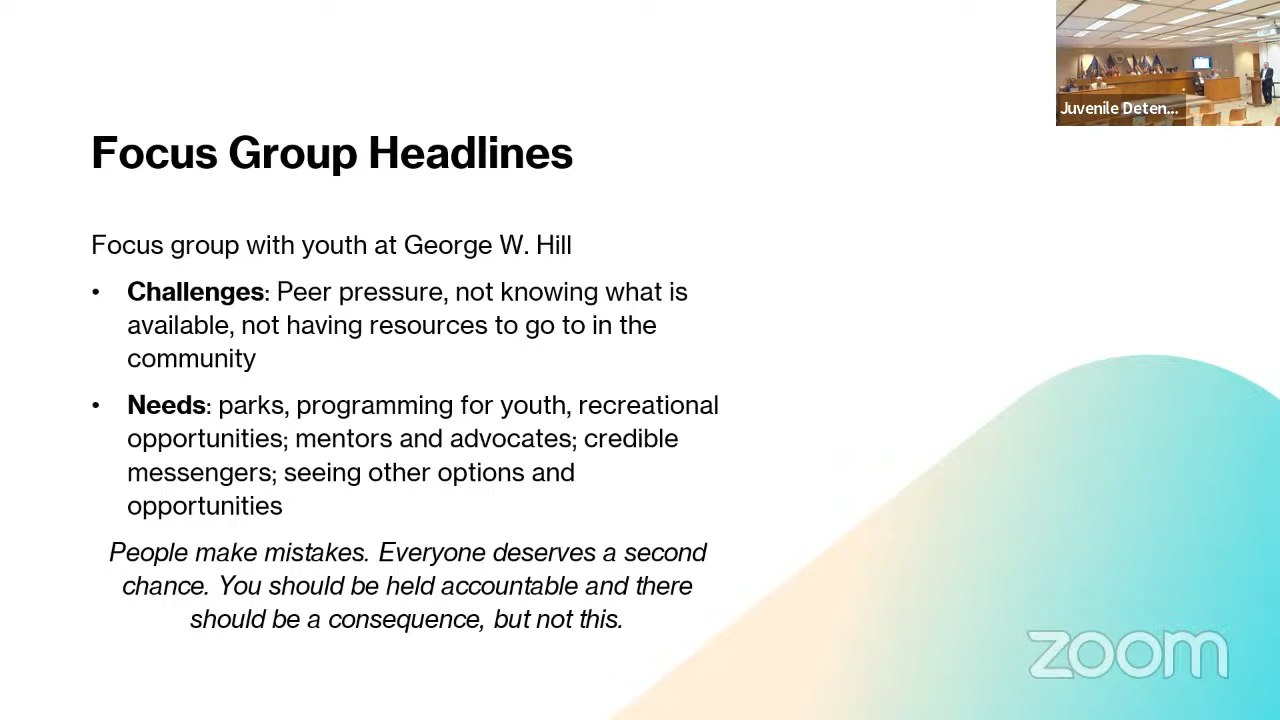 Juvenile Deten...
Focus Group Headlines
Focus group with youth at George W. Hill
• Challenges: Peer pressure, not knowing what is
available, not having resources to go to in the
community
• Needs: parks, programming for youth, recreational
opportunities; mentors and advocates; credible
messengers; seeing other options and
opportunities
People make mistakes. Everyone deserves a second
chance. You should be held accountable and there
should be a consequence, but not this.
zoom